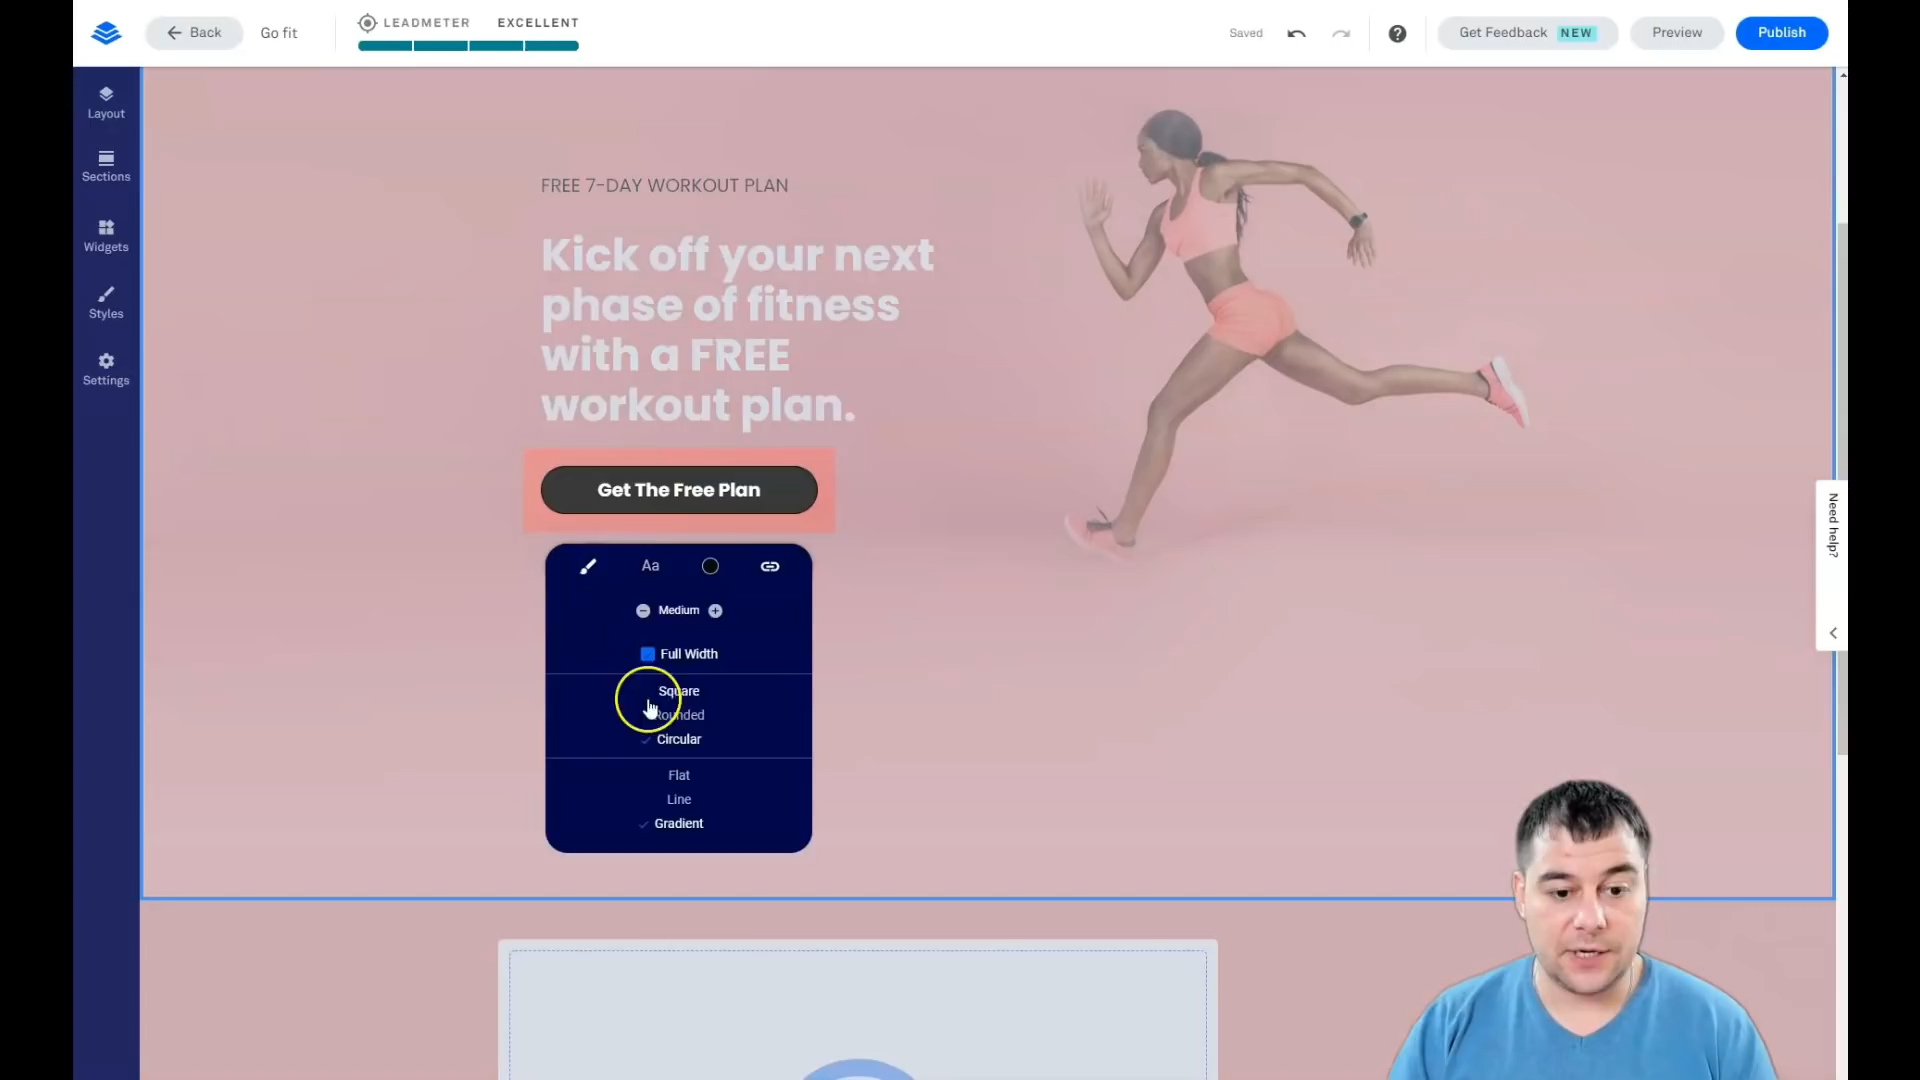 Back
Go fit
LEADMETER EXCELLENT
Saved
Get Feedback NEW
Preview
Publish
Layout
Sections
Widgets
Styles
Settings
FREE 7-DAY WORKOUT PLAN
Kick off your next
phase of fitness
with a FREE
workout plan.
Get The Free Plan
Aa
Medium
Full Width
Square
Rounded
Circular
Flat
Line
Gradient
Need help?